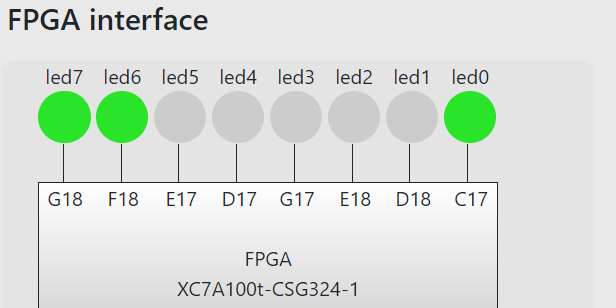 FPGA interface
led7 led6 led5 led4 led3 led2 led1 led0
G18 F18 E17 D17 G17 E18 D18 C17
FPGA
XC7A100t-CSG324-1